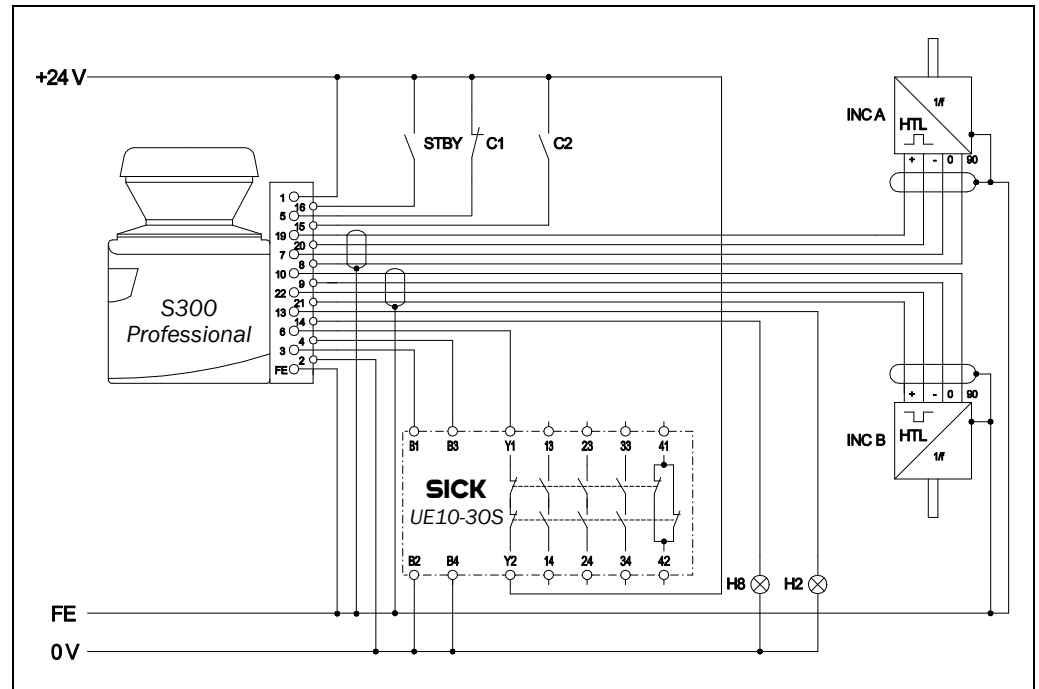 +24 V
INC A
1/f
HTL
+ - 0 90
STBY C1 C2
1
16
5
15
19
20
7
8
10
9
22
21
13
14
6
4
3
2
FE
S300
Professional
+ - 0 90
INC B
HTL
1/f
B1 B3 Y1 13 23 33 41
SICK
UE10-3OS
B2 B4 Y2 14 24 34 42
H8 H2
FE
0 V